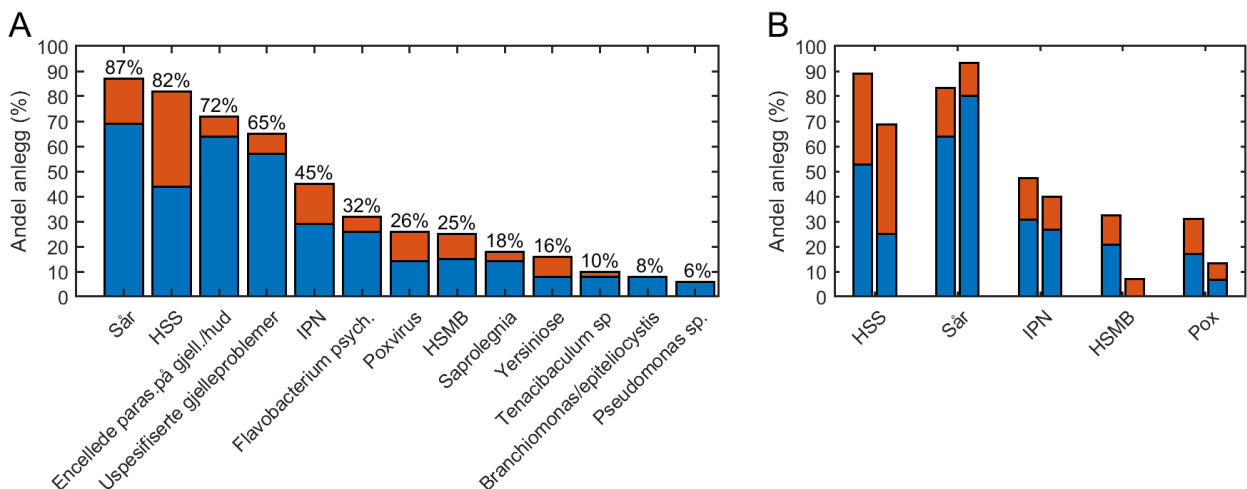 A
Andel anlegg (%)
100
90
80
70
60
50
40
30
20
10
0
87%
82%
72%
65%
45%
32%
26%
25%
18%
16%
10%
8%
6%
Sår
HSS
Encellede paras.på gjell./hud
Uspesifiserte gjelleproblemer
IPN
Flavobacterium psych.
Poxvirus
HSMB
Saprolegnia
Yersiniose
Tenacibaculum sp
Branchiomonas/epiteliocystis
Pseudomonas sp.
B
Andel anlegg (%)
100
90
80
70
60
50
40
30
20
10
0
HSS
Sår
IPN
HSMB
Pox